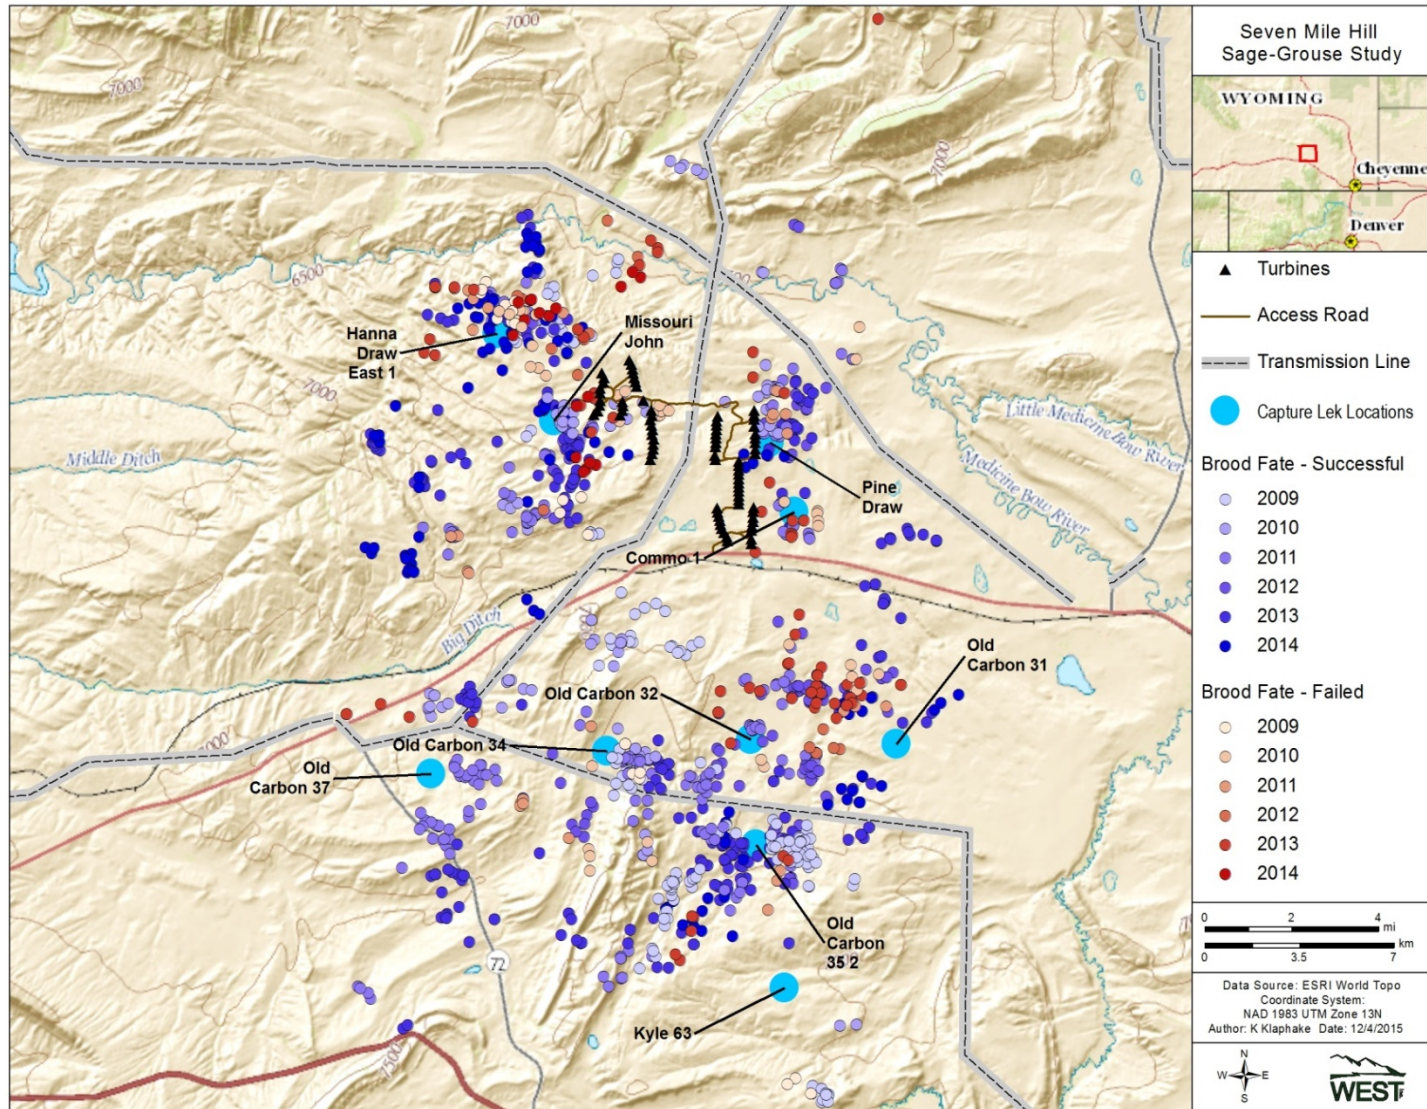 7000
7000
7000
6500
7000
Hanna
Draw
East 1
Missouri
John
Little Medicine Bow River
Medicine Bow River
Middle Ditch
Pine
Draw
Commo 1
Big Ditch
Old
Carbon 31
Old Carbon 32
Old Carbon 34
Old
Carbon 37
Old
Carbon
35 2
72
Kyle 63
7500
Seven Mile Hill
Sage-Grouse Study
WYOMING
Cheyenne
Denver
Turbines
Access Road
Transmission Line
Capture Lek Locations
Brood Fate - Successful
2009
2010
2011
2012
2013
2014
Brood Fate - Failed
2009
2010
2011
2012
2013
2014
0 2 4
mi
km
0 3.5 7
Data Source: ESRI World Topo
Coordinate System:
NAD 1983 UTM Zone 13N
Author: K Klaphake Date: 12/4/2015
N
W E
S
WEST